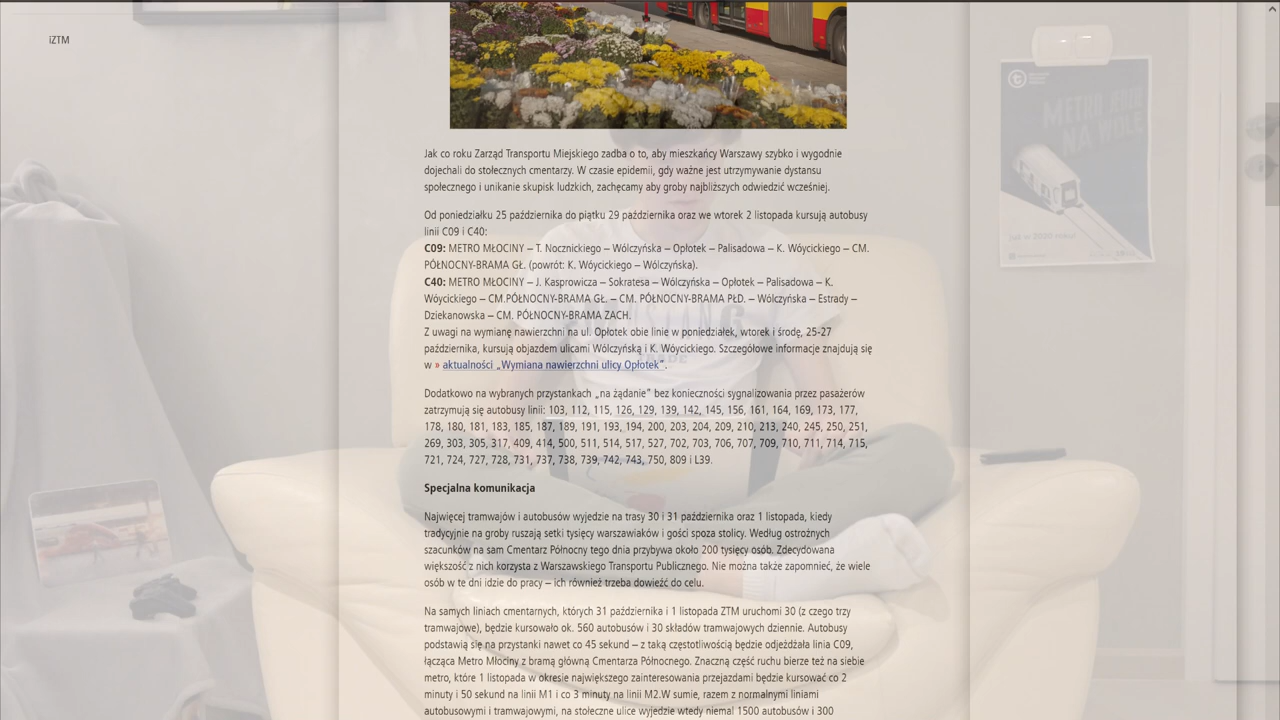 iZTM
METRO JUŻ
NA WOLE
Jak co roku Zarząd Transportu Miejskiego zadba o to, aby mieszkańcy Warszawy szybko i wygodnie
dojechali do stołecznych cmentarzy. W czasie epidemii, gdy ważne jest utrzymywanie dystansu
społecznego i unikanie skupisk ludzkich, zachęcamy aby groby najbliższych odwiedzić wcześniej.
Od poniedziałku 25 października do piątku 29 października oraz we wtorek 2 listopada kursują autobusy
linii C09 i C40:
C09: METRO MŁOCINY – T. Nocznickiego – Wólczyńska – Opłotek – Palisadowa – K. Wóycickiego – CM.
PÓŁNOCNY-BRAMA GŁ. (powrót: K. Wóycickiego – Wólczyńska).
C40: METRO MŁOCINY – J. Kasprowicza – Sokratesa – Wólczyńska – Opłotek – Palisadowa – K.
Wóycickiego – CM.PÓŁNOCNY-BRAMA GŁ. – CM. PÓŁNOCNY-BRAMA PŁD. – Wólczyńska – Estrady –
Dziekanowska – CM. PÓŁNOCNY-BRAMA ZACH.
Z uwagi na wymianę nawierzchni na ul. Opłotek obie linie w poniedziałek, wtorek i środę, 25-27
października, kursują objazdem ulicami Wólczyńską i K. Wóycickiego. Szczegółowe informacje znajdują się
w » aktualności „Wymiana nawierzchni ulicy Opłotek”.
Dodatkowo na wybranych przystankach „na żądanie” bez konieczności sygnalizowania przez pasażerów
zatrzymują się autobusy linii: 103, 112, 115, 126, 129, 139, 142, 145, 156, 161, 164, 169, 173, 177,
178, 180, 181, 183, 185, 187, 189, 191, 193, 194, 200, 203, 204, 209, 210, 213, 240, 245, 250, 251,
269, 303, 305, 317, 409, 414, 500, 511, 514, 517, 527, 702, 703, 706, 707, 709, 710, 711, 714, 715,
721, 724, 727, 728, 731, 737, 738, 739, 742, 743, 750, 809 i L39.
Specjalna komunikacja
Najwięcej tramwajów i autobusów wyjedzie na trasy 30 i 31 października oraz 1 listopada, kiedy
tradycyjnie na groby ruszają setki tysięcy warszawiaków i gości spoza stolicy. Według ostrożnych
szacunków na sam Cmentarz Północny tego dnia przybywa około 200 tysięcy osób. Zdecydowana
większość z nich korzysta z Warszawskiego Transportu Publicznego. Nie można także zapomnieć, że wiele
osób w te dni idzie do pracy – ich również trzeba dowieźć do celu.
Na samych liniach cmentarnych, których 31 października i 1 listopada ZTM uruchomi 30 (z czego trzy
tramwajowe), będzie kursowało ok. 560 autobusów i 30 składów tramwajowych dziennie. Autobusy
podstawią się na przystanki nawet co 45 sekund – z taką częstotliwością będzie odjeżdżała linia C09,
łącząca Metro Młociny z bramą główną Cmentarza Północnego. Znaczną część ruchu bierze też na siebie
metro, które 1 listopada w okresie największego zainteresowania przejazdami będzie kursować co 2
minuty i 50 sekund na linii M1 i co 3 minuty na linii M2.W sumie, razem z normalnymi liniami
autobusowymi i tramwajowymi, na stołeczne ulice wyjedzie wtedy niemal 1500 autobusów i 300